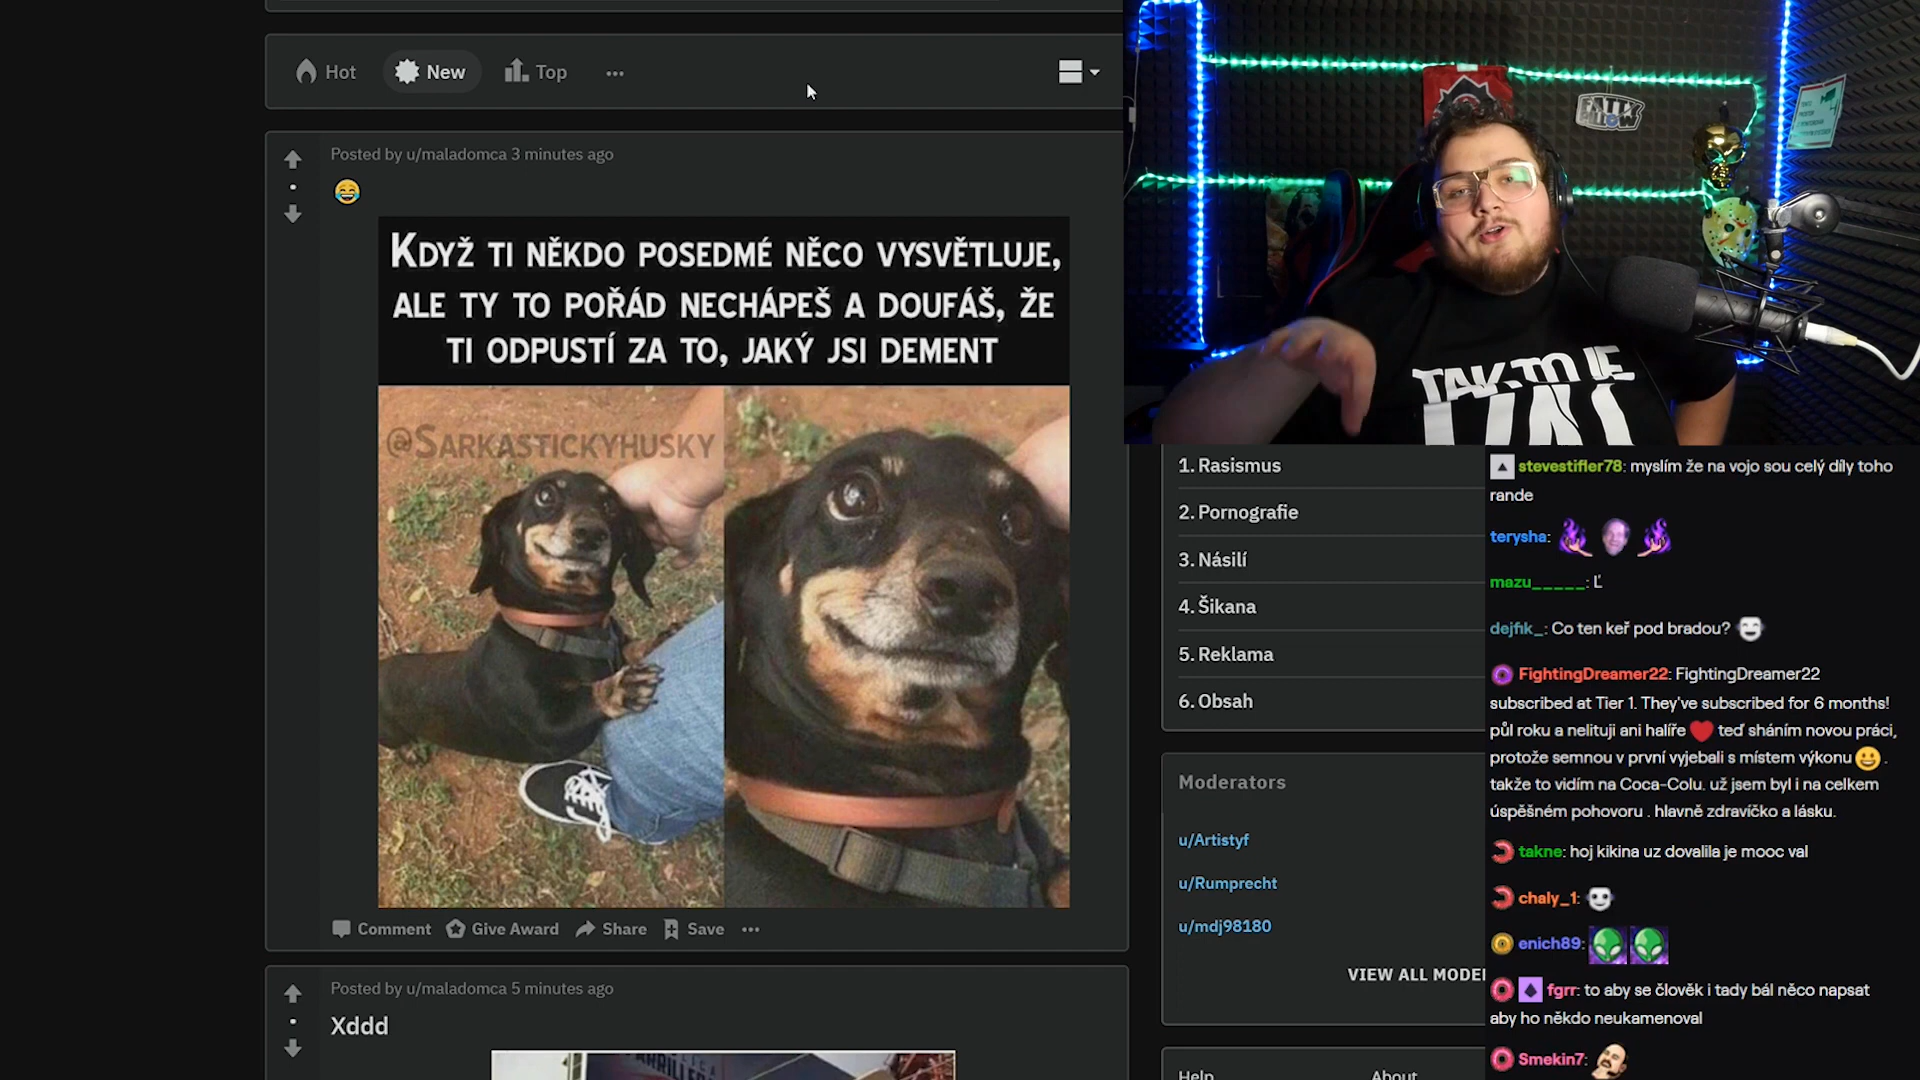 Hot New Top
Posted by u/maladomca 3 minutes ago
KDYŽ TI NĚKDO POSEDMÉ NĚCO VYSVĚTLUJE,
ALE TY TO POŘÁD NECHÁPEŠ A DOUFÁŠ, ŽE
TI ODPUSTÍ ZA TO, JAKÝ JSI DEMENT
@SARKASTICKYHUSKY
Comment Give Award Share Save
Posted by u/maladomca 5 minutes ago
Xddd
FATTY
PILLOW
TAK-TO JE
1. Rasismus
2. Pornografie
3. Násilí
4. Šikana
5. Reklama
6. Obsah
Moderators
u/Artistyf
u/Rumprecht
u/mdj98180
VIEW ALL MODE
Help About
stevestifler78: myslím že na vojo sou celý díly toho
rande
terysha:
mazu_____: Ľ
dejfik_: Co ten keř pod bradou?
FightingDreamer22: FightingDreamer22
subscribed at Tier 1. They've subscribed for 6 months!
půl roku a nelituji ani halíře teď sháním novou práci,
protože semnou v první vyjebali s místem výkonu .
takže to vidím na Coca-Colu. už jsem byl i na celkem
úspěšném pohovoru . hlavně zdravíčko a lásku.
takne: hoj kikina uz dovalila je mooc val
chaly_1:
enich89:
fgrr: to aby se člověk i tady bál něco napsat
aby ho někdo neukamenoval
Smekin7: